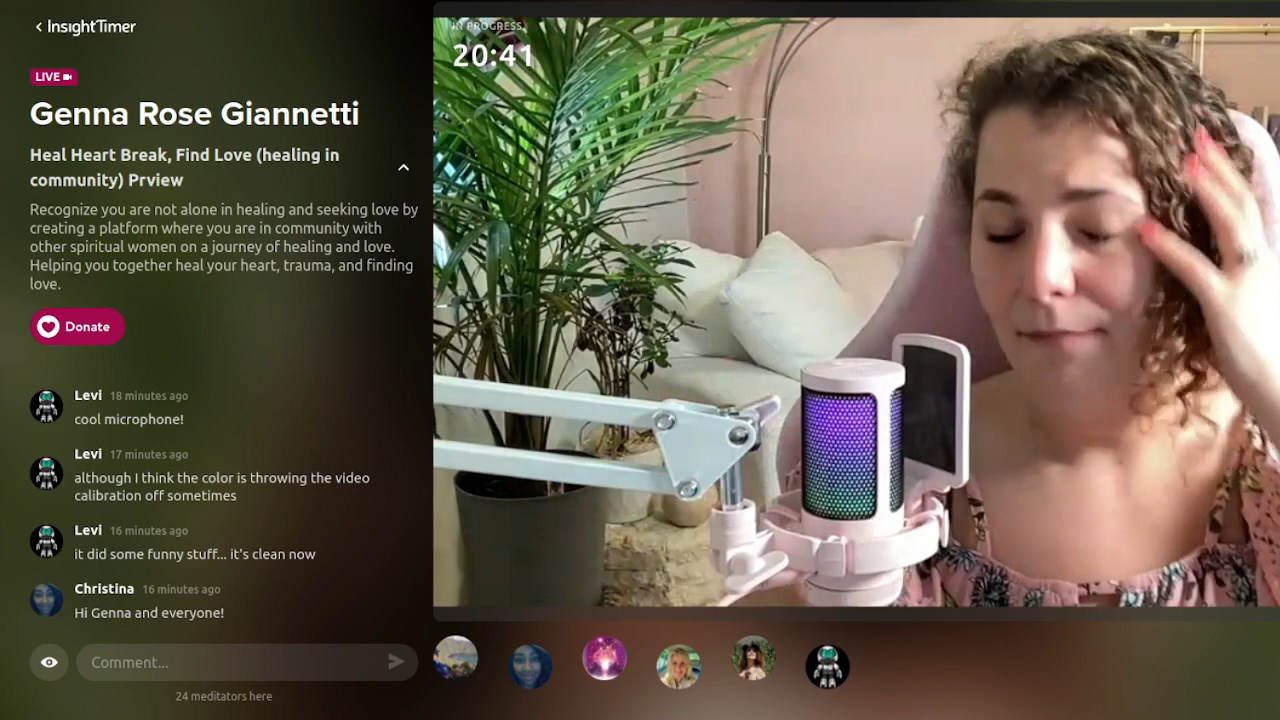 InsightTimer
LIVE
Genna Rose Giannetti
Heal Heart Break, Find Love (healing in
community) Prview
Recognize you are not alone in healing and seeking love by
creating a platform where you are in community with
other spiritual women on a journey of healing and love.
Helping you together heal your heart, trauma, and finding
love.
Donate
Levi 18 minutes ago
cool microphone!
Levi 17 minutes ago
although I think the color is throwing the video
calibration off sometimes
Levi 16 minutes ago
it did some funny stuff... it's clean now
Christina 16 minutes ago
Hi Genna and everyone!
Comment...
24 meditators here
IN PROGRESS
20:41